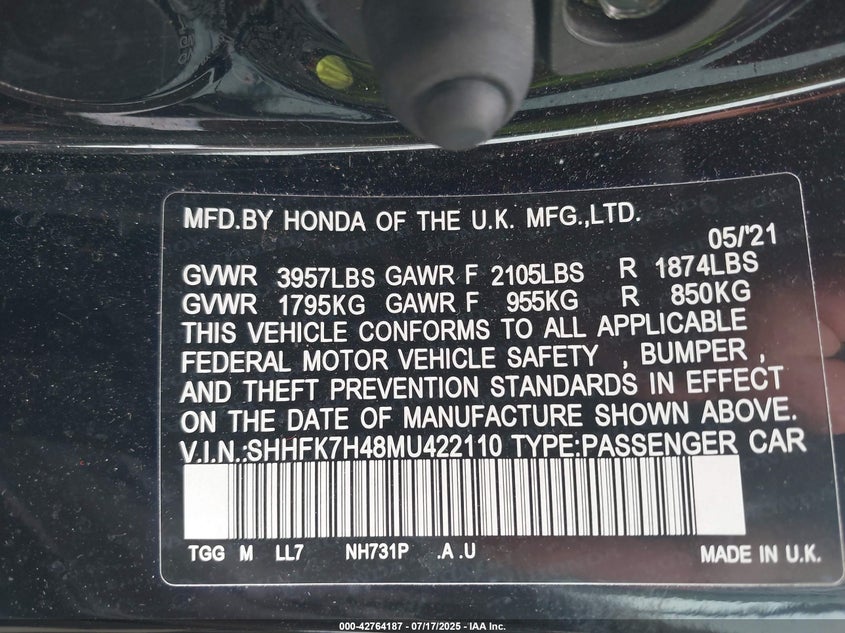 MFD.BY HONDA OF THE U.K. MFG.,LTD.
05/'21
GVWR 3957LBS GAWR F 2105LBS R 1874LBS
GVWR 1795KG GAWR F 955KG R 850KG
THIS VEHICLE CONFORMS TO ALL APPLICABLE
FEDERAL MOTOR VEHICLE SAFETY , BUMPER ,
AND THEFT PREVENTION STANDARDS IN EFFECT
ON THE DATE OF MANUFACTURE SHOWN ABOVE.
V.I.N.:SHHFK7H48MU422110 TYPE:PASSENGER CAR
TGG M LL7 NH731P .A.U MADE IN U.K.
000-42764187 - 07/17/2025 - IAA Inc.